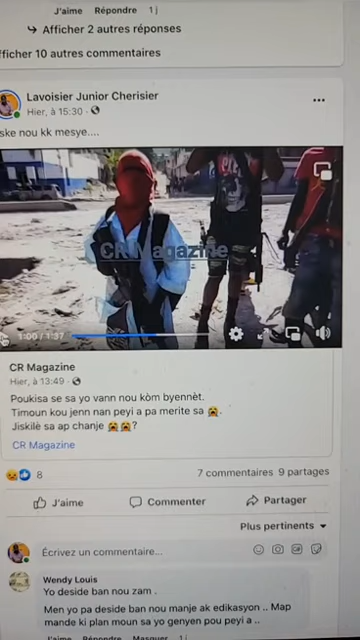 J'aime Répondre 1 j
Afficher 2 autres réponses
fficher 10 autres commentaires
Lavoisier Junior Cherisier
Hier, à 15:30 ·
ske nou kk mesye....
CR Magazine
1:00 / 1:37
CR Magazine
Hier, à 13:49 ·
Poukisa se sa yo vann nou kòm byennèt.
Timoun kou jenn nan peyi a pa merite sa 😭.
Jiskilè sa ap chanje 😭😭?
CR Magazine
8
7 commentaires 9 partages
J'aime Commenter Partager
Plus pertinents
Écrivez un commentaire...
Wendy Louis
Yo deside ban nou zam .
Men yo pa deside ban nou manje ak edikasyon .. Map
mande ki plan moun sa yo genyen pou peyi a ..
J'aime Répondre Masquer 1 j